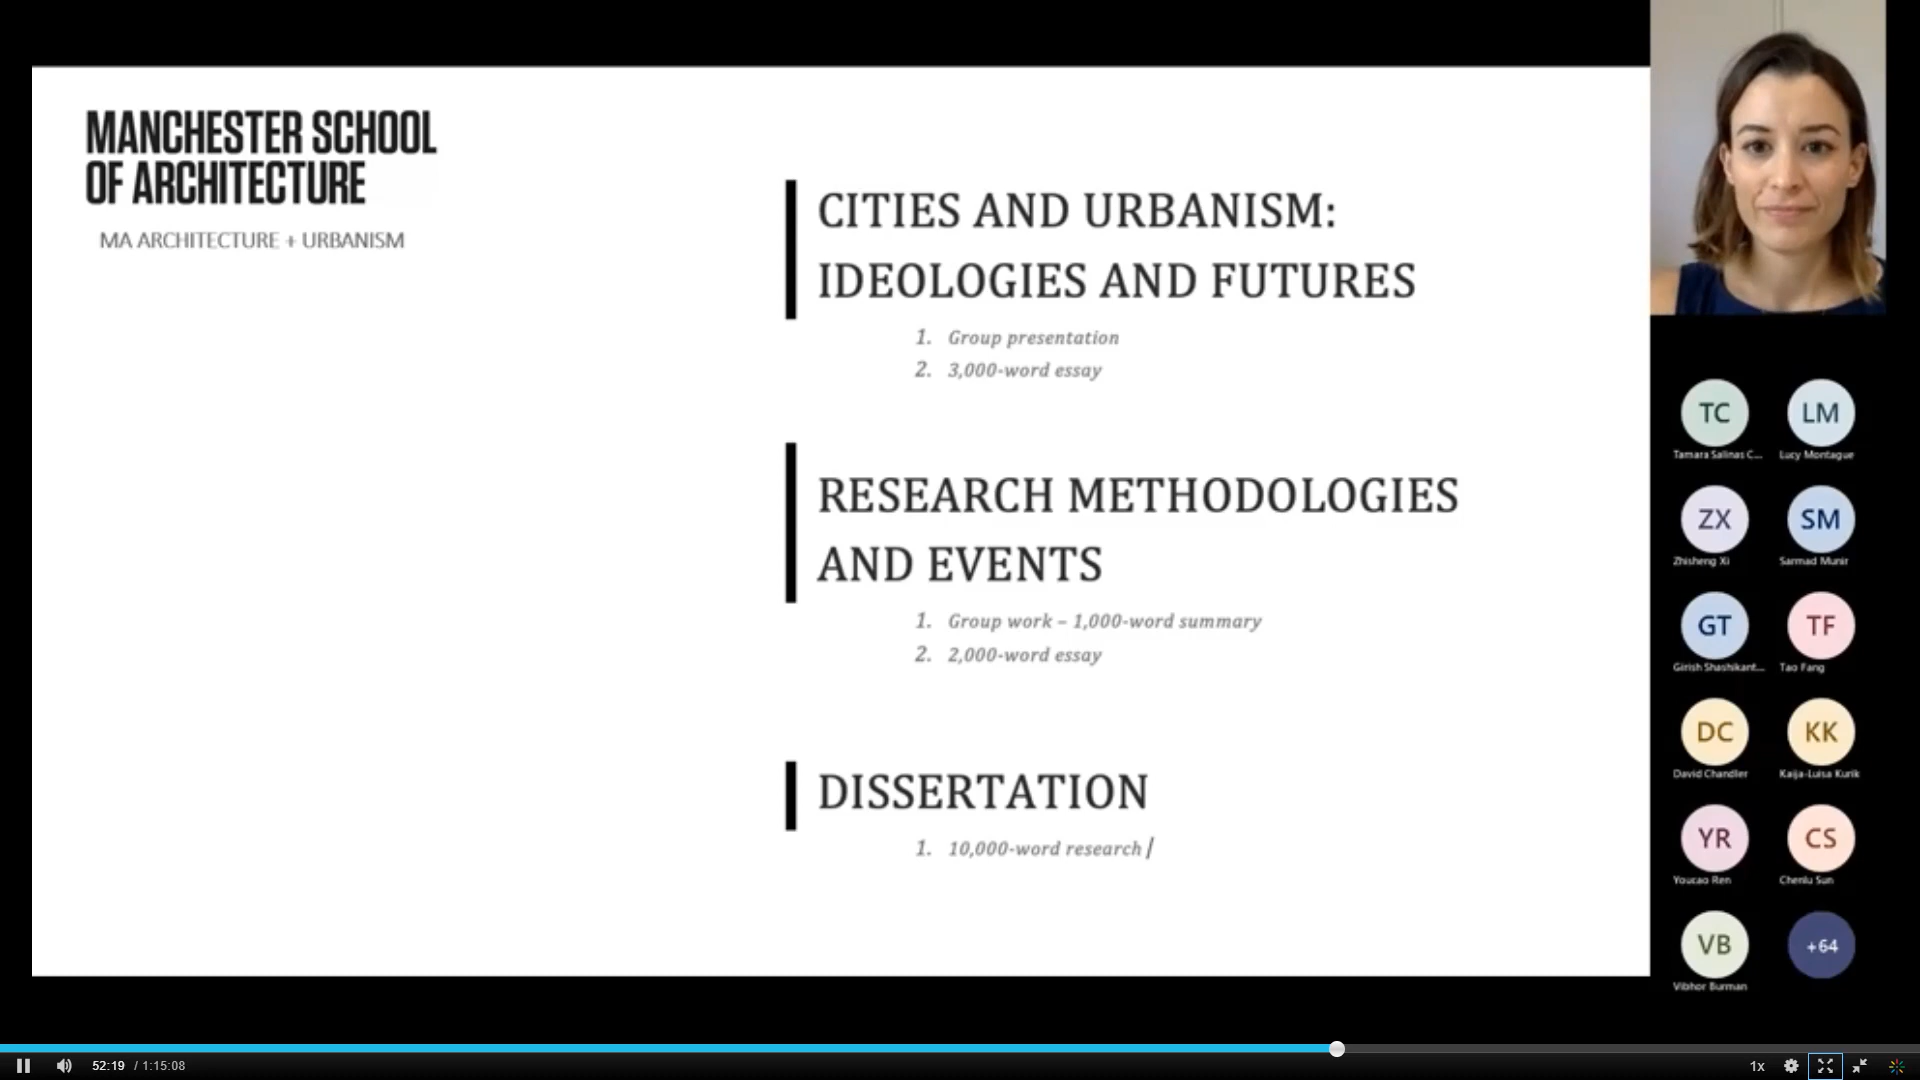 MANCHESTER SCHOOL
OF ARCHITECTURE
MA ARCHITECTURE + URBANISM
CITIES AND URBANISM:
IDEOLOGIES AND FUTURES
1. Group presentation
2. 3,000-word essay
RESEARCH METHODOLOGIES
AND EVENTS
1. Group work – 1,000-word summary
2. 2,000-word essay
DISSERTATION
1. 10,000-word research /
TC LM
Tamara Salinas C... Lucy Montague
ZX SM
Zhisheng Xi Sarmad Munir
GT TF
Girish Shashikant... Tao Fang
DC KK
David Chandler Kaija-Luisa Kurik
YR CS
Youcao Ren Chenlu Sun
VB +64
Vibhor Burman
52:19 / 1:15:08 1x